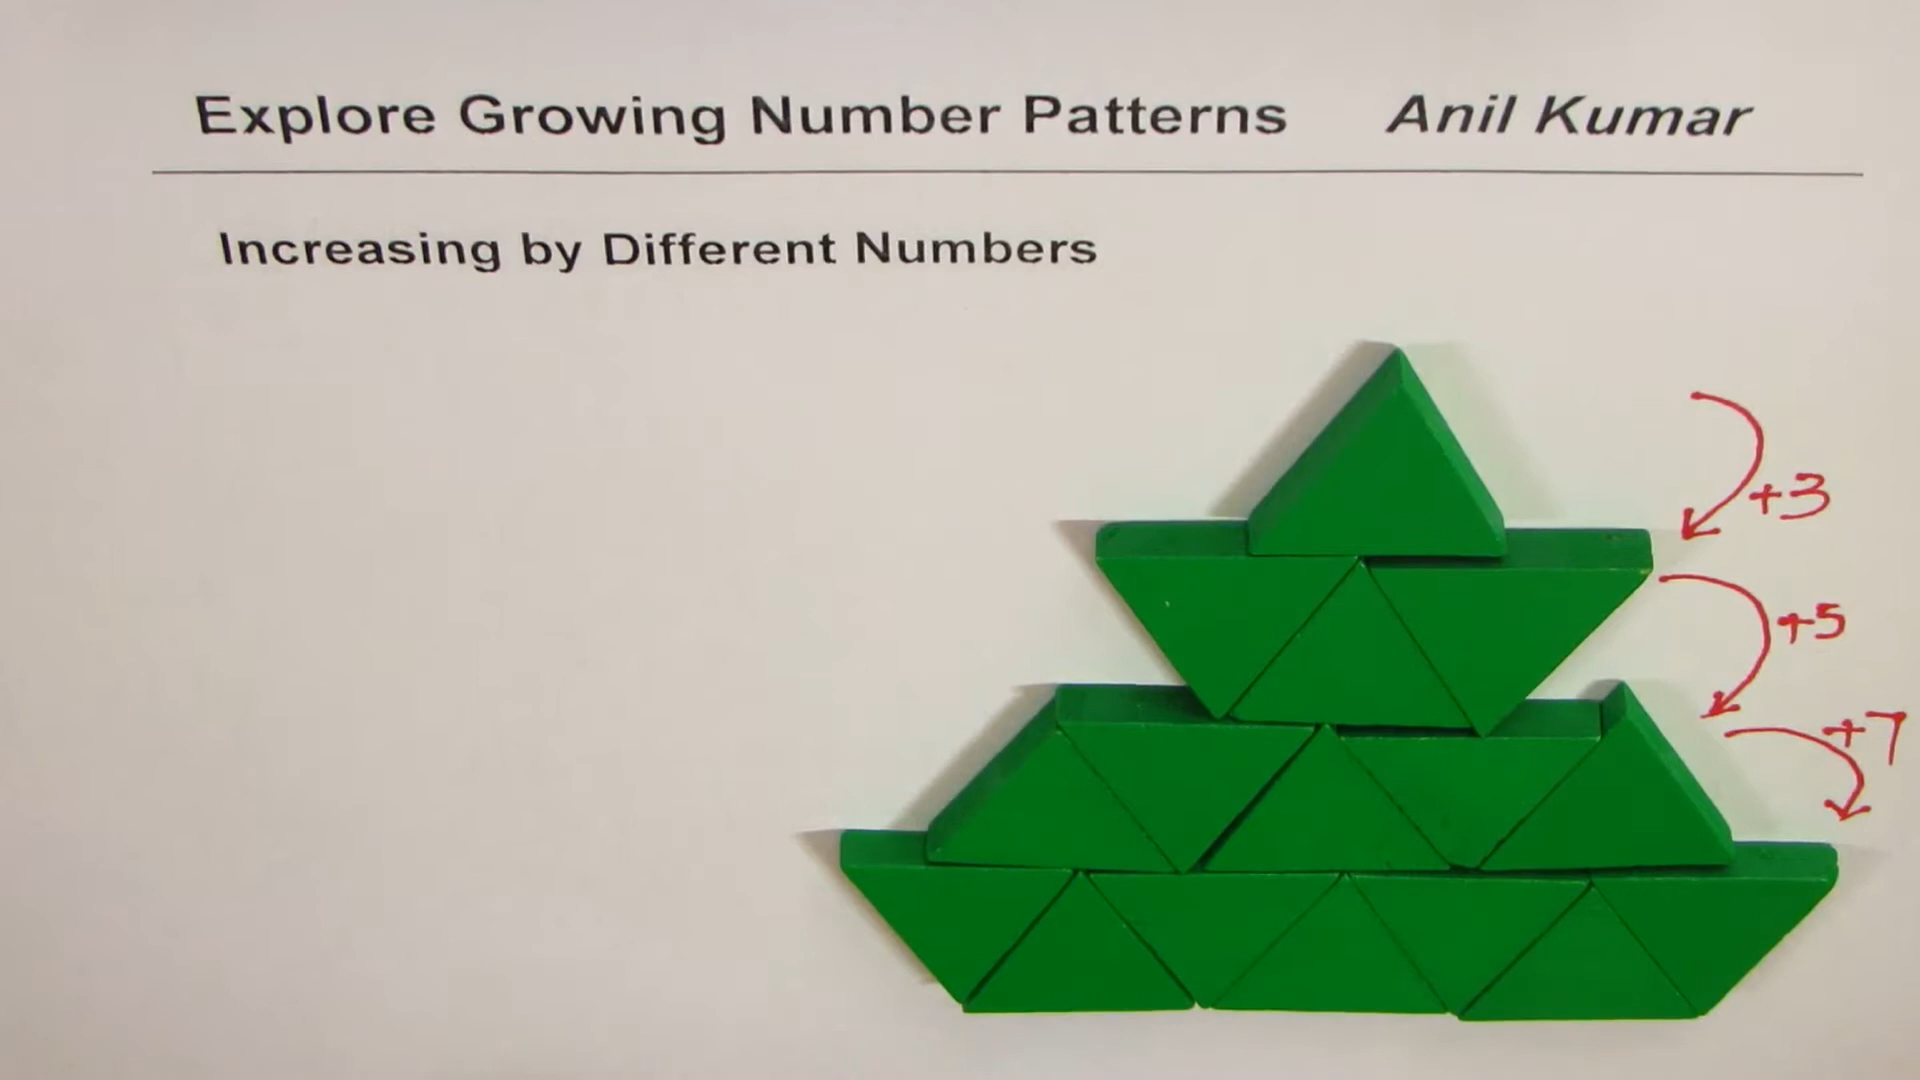 Explore Growing Number Patterns Anil Kumar
Increasing by Different Numbers
+3
+5
+7